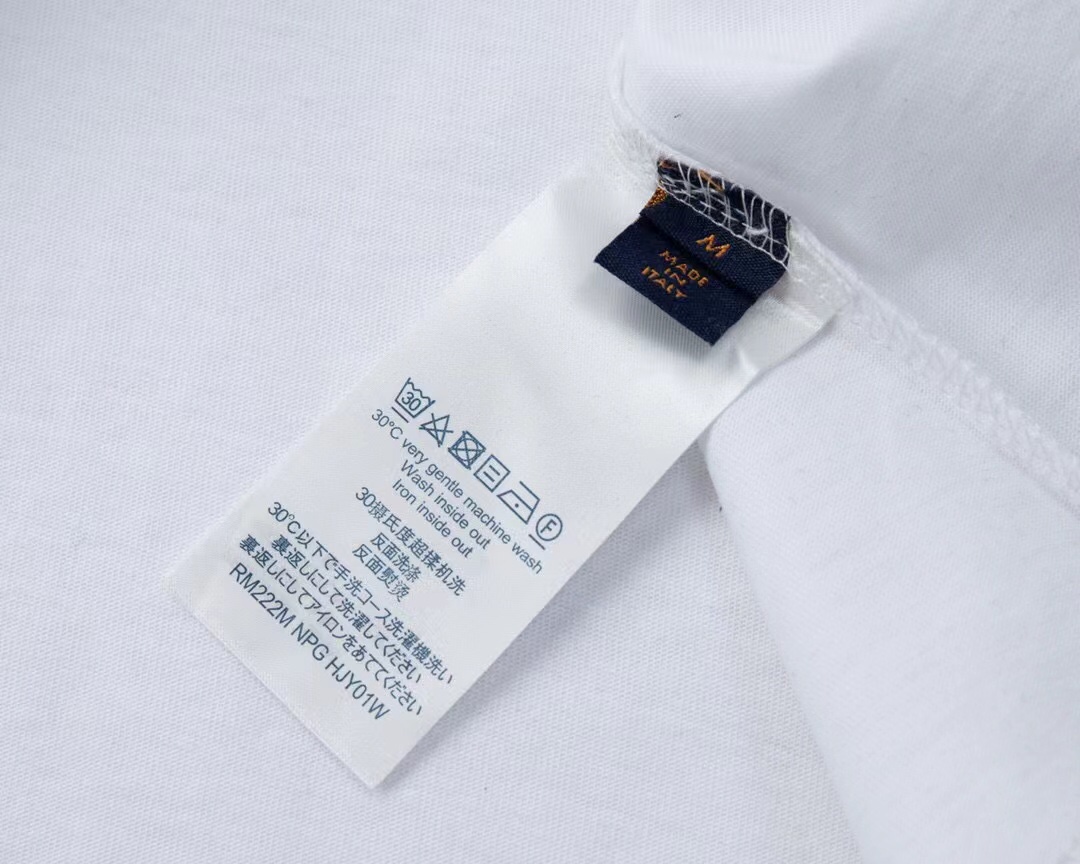 M
MADE
IN
ITALY
30
F
30°C very gentle machine wash
Wash inside out
Iron inside out
30摄氏度超揉机洗
反面洗涤
反面熨烫
30℃以下で手洗コース洗濯機洗い
裏返しにして洗濯してください
裏返しにしてアイロンをあててください
RM222M NPG HJY01W